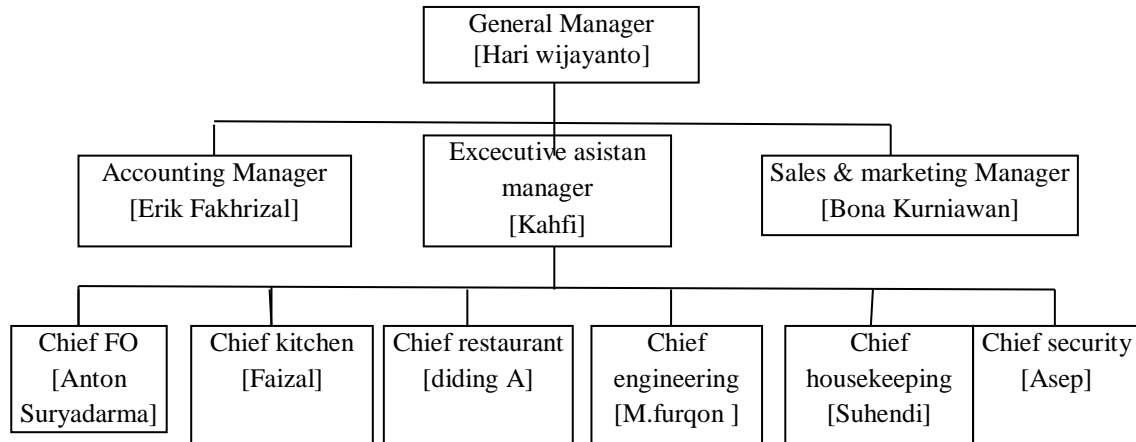 General Manager
[Hari wijayanto]
Accounting Manager
[Erik Fakhrizal]
Excecutive asistan
manager
[Kahfi]
Sales & marketing Manager
[Bona Kurniawan]
Chief FO
[Anton
Suryadarma]
Chief kitchen
[Faizal]
Chief restaurant
[diding A]
Chief
engineering
[M.furqon ]
Chief
housekeeping
[Suhendi]
Chief security
[Asep]